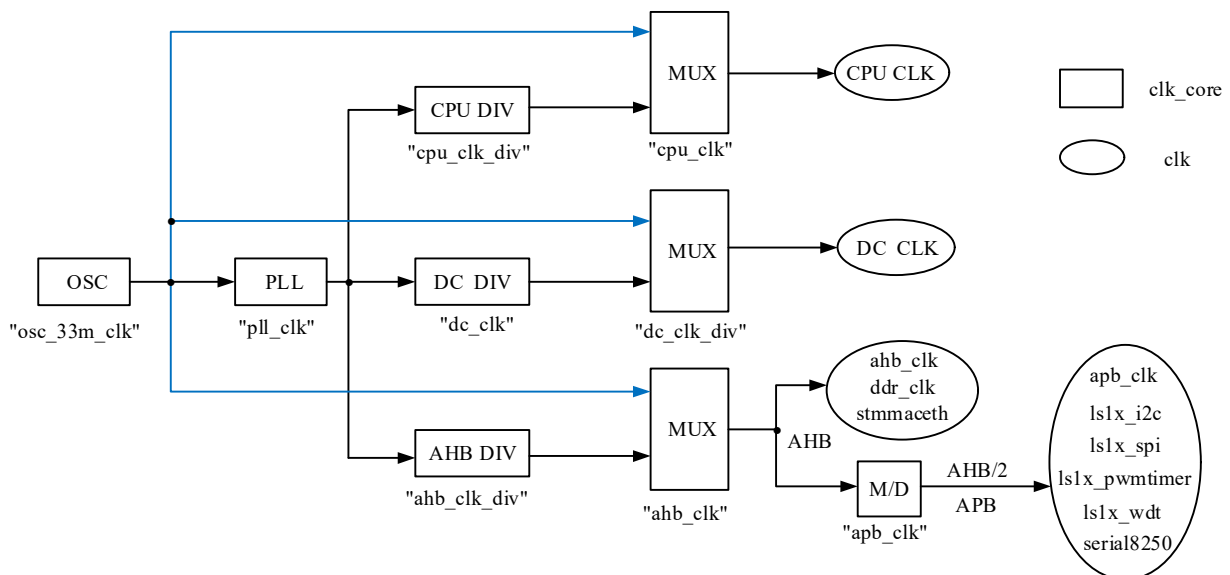 MUX
CPU CLK
clk_core
CPU DIV
"cpu_clk_div"
"cpu_clk"
clk
MUX
DC CLK
OSC
PLL
DC DIV
"osc_33m_clk"
"pll_clk"
"dc_clk"
"dc_clk_div"
ahb_clk
ddr_clk
stmmaceth
MUX
AHB
AHB DIV
"ahb_clk_div"
"ahb_clk"
M/D
"apb_clk"
AHB/2
APB
apb_clk
ls1x_i2c
ls1x_spi
ls1x_pwmtimer
ls1x_wdt
serial8250